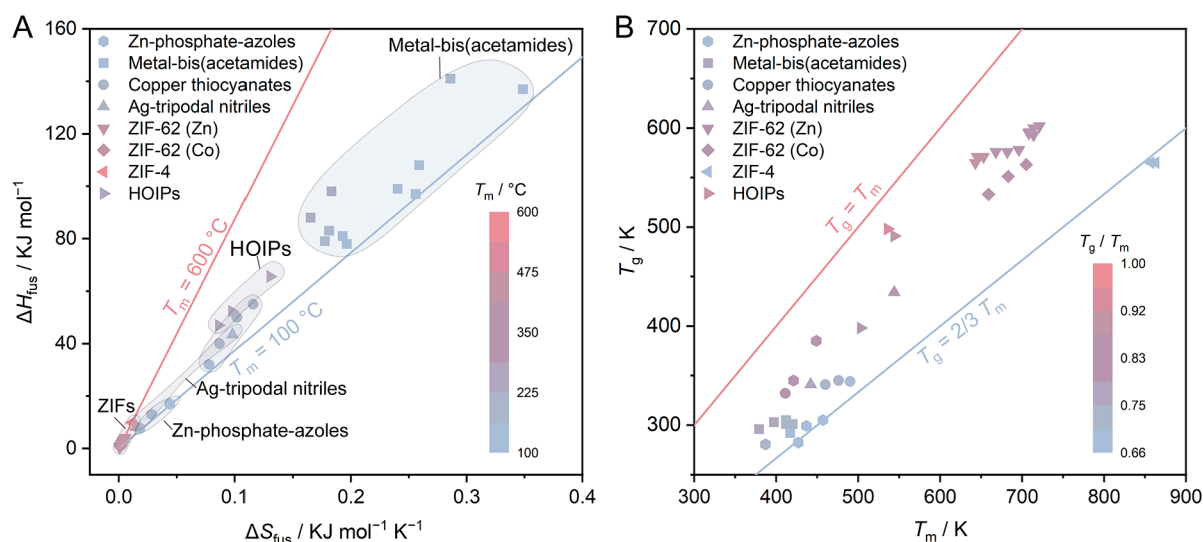 A
160
120
80
40
0
ΔHfus / KJ mol⁻¹
Zn-phosphate-azoles
Metal-bis(acetamides)
Copper thiocyanates
Ag-tripodal nitriles
ZIF-62 (Zn)
ZIF-62 (Co)
ZIF-4
HOIPs
Metal-bis(acetamides)
Tm = 600 °C
HOIPs
Tm = 100 °C
Ag-tripodal nitriles
ZIFs
Zn-phosphate-azoles
Tm / °C
600
475
350
225
100
0.0 0.1 0.2 0.3 0.4
ΔSfus / KJ mol⁻¹ K⁻¹
B
700
600
500
400
300
Tg / K
Zn-phosphate-azoles
Metal-bis(acetamides)
Copper thiocyanates
Ag-tripodal nitriles
ZIF-62 (Zn)
ZIF-62 (Co)
ZIF-4
HOIPs
Tg = Tm
Tg = 2/3 Tm
Tg / Tm
1.00
0.92
0.83
0.75
0.66
300 400 500 600 700 800 900
Tm / K